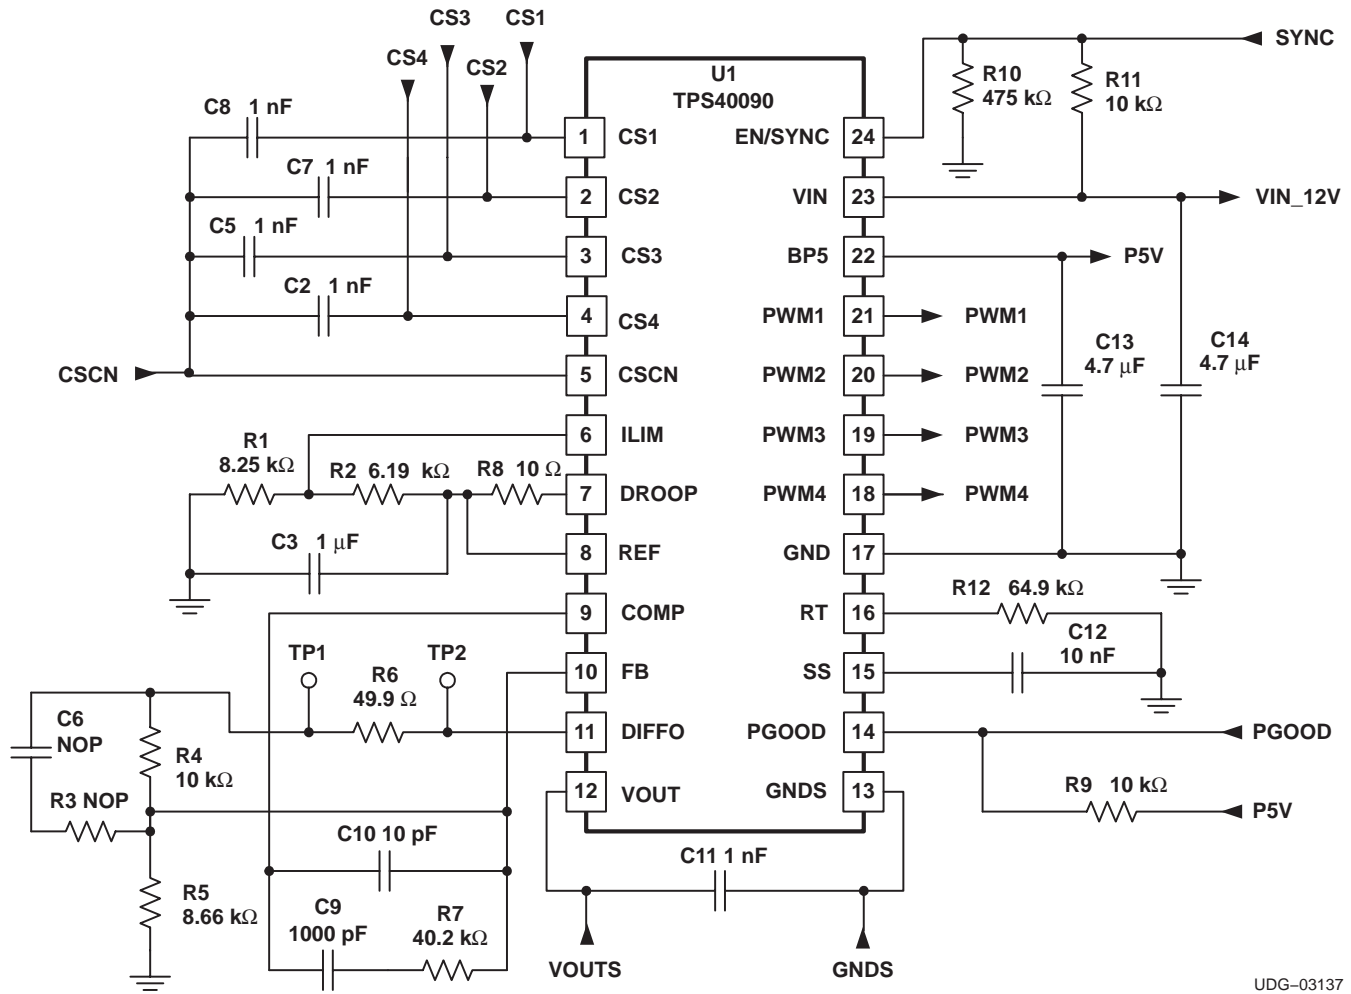 CS3
CS1
CS4
CS2
SYNC
U1
TPS40090
R10
475 kΩ
R11
10 kΩ
C8 1 nF
1
CS1
EN/SYNC
24
C7 1 nF
2
CS2
VIN
23
VIN_12V
C5 1 nF
3
CS3
BP5
22
P5V
C2 1 nF
4
CS4
PWM1
21
PWM1
C13
4.7 μF
C14
4.7 μF
CSCN
5
CSCN
PWM2
20
PWM2
6
ILIM
PWM3
19
PWM3
R1
8.25 kΩ
R2 6.19 kΩ
R8 10 Ω
7
DROOP
PWM4
18
PWM4
C3 1 μF
8
REF
GND
17
R12 64.9 kΩ
9
COMP
RT
16
C12
10 nF
TP1
TP2
10
FB
SS
15
R6
49.9 Ω
C6
NOP
R4
10 kΩ
11
DIFFO
PGOOD
14
PGOOD
R3 NOP
12
VOUT
GNDS
13
R9 10 kΩ
P5V
C10 10 pF
C11 1 nF
R5
8.66 kΩ
C9
1000 pF
R7
40.2 kΩ
VOUTS
GNDS
UDG–03137